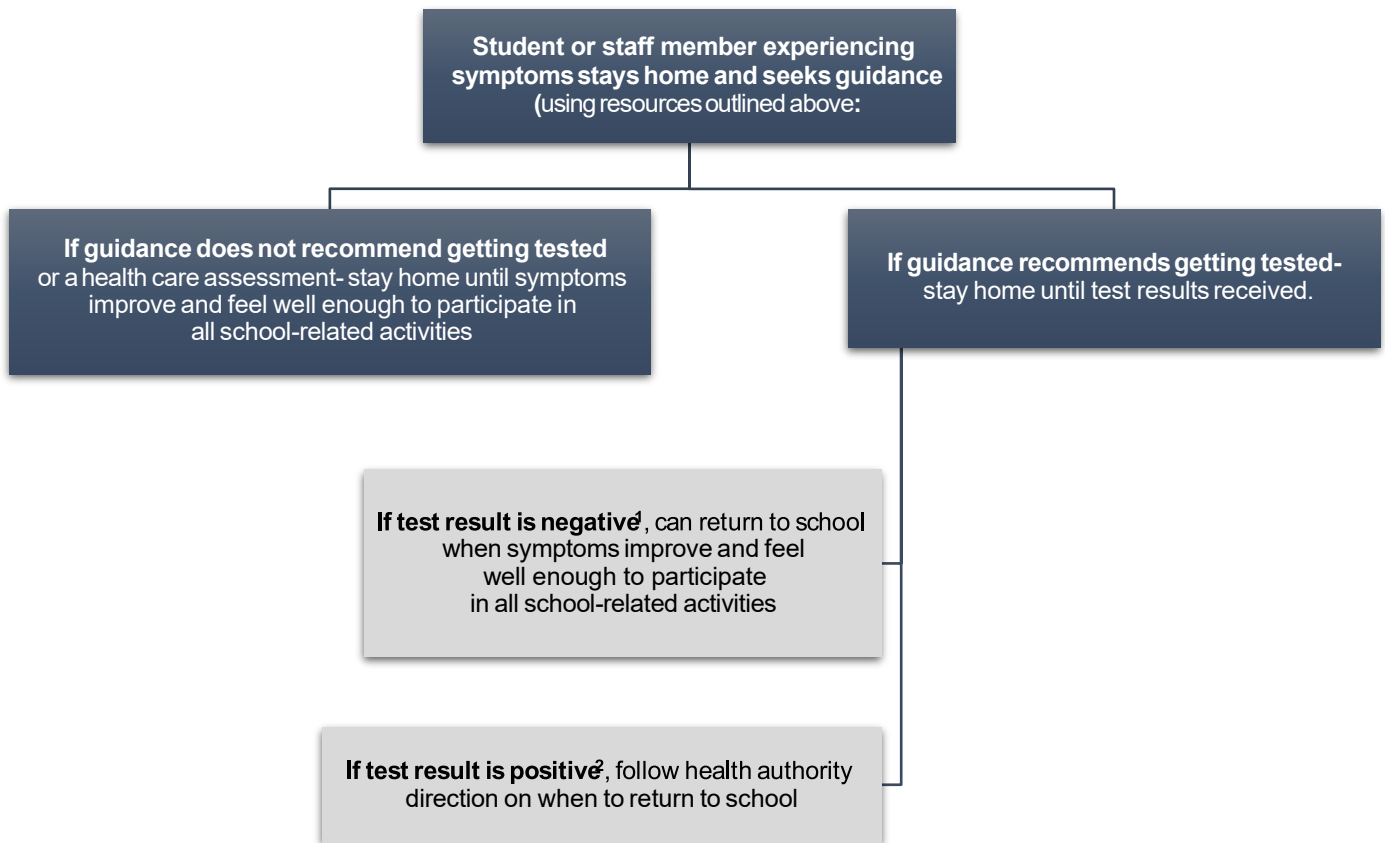 Student or staff member experiencing
symptoms stays home and seeks guidance
(using resources outlined above:
If guidance does not recommend getting tested
or a health care assessment- stay home until symptoms
improve and feel well enough to participate in
all school-related activities
If guidance recommends getting tested-
stay home until test results received.
If test result is negative¹, can return to school
when symptoms improve and feel
well enough to participate
in all school-related activities
If test result is positive², follow health authority
direction on when to return to school